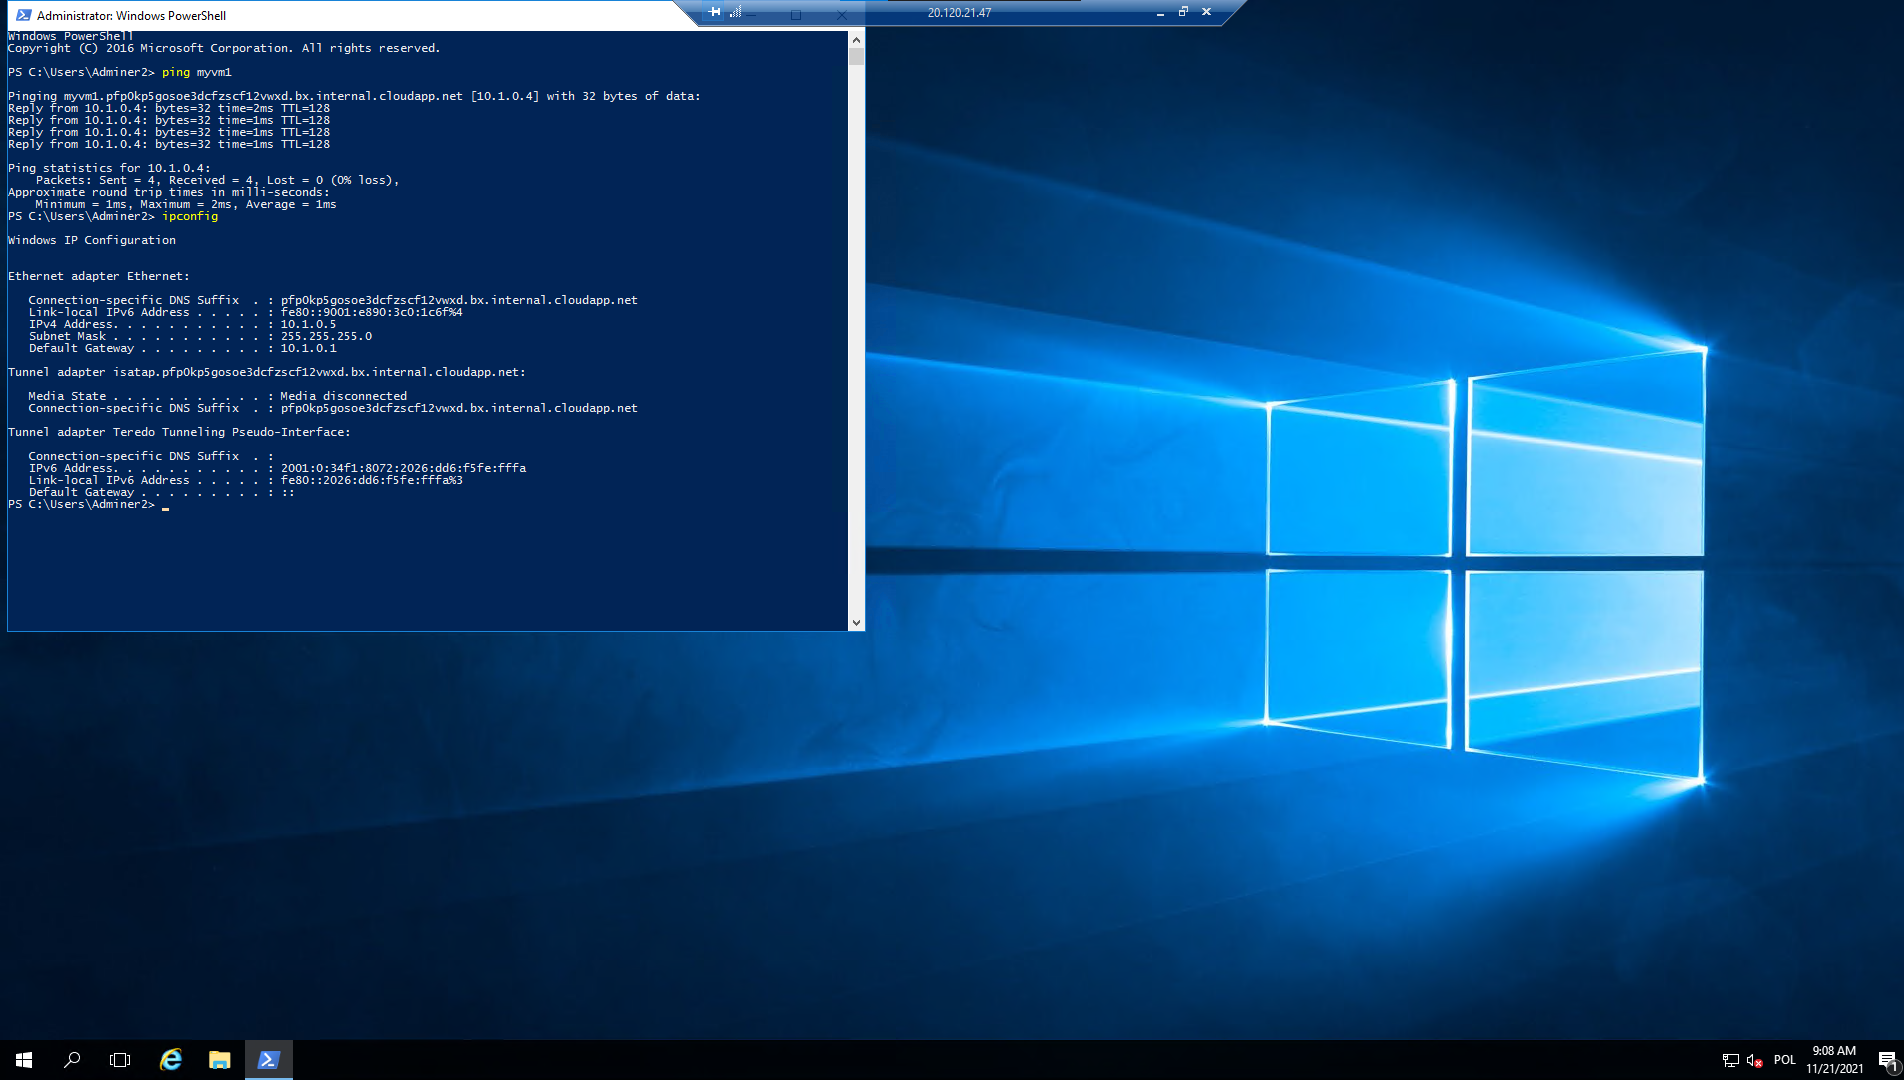 Administrator: Windows PowerShell
20.120.21.47
Windows PowerShell
Copyright (C) 2016 Microsoft Corporation. All rights reserved.
PS C:\Users\Adminer2> ping myvm1
Pinging myvm1.pfp0kp5gosoe3dcfzscf12vwxd.bx.internal.cloudapp.net [10.1.0.4] with 32 bytes of data:
Reply from 10.1.0.4: bytes=32 time=2ms TTL=128
Reply from 10.1.0.4: bytes=32 time=1ms TTL=128
Reply from 10.1.0.4: bytes=32 time=1ms TTL=128
Reply from 10.1.0.4: bytes=32 time=1ms TTL=128
Ping statistics for 10.1.0.4:
    Packets: Sent = 4, Received = 4, Lost = 0 (0% loss),
Approximate round trip times in milli-seconds:
    Minimum = 1ms, Maximum = 2ms, Average = 1ms
PS C:\Users\Adminer2> ipconfig
Windows IP Configuration
Ethernet adapter Ethernet:
   Connection-specific DNS Suffix  . : pfp0kp5gosoe3dcfzscf12vwxd.bx.internal.cloudapp.net
   Link-local IPv6 Address . . . . . : fe80::9001:e890:3c0:1c6f%4
   IPv4 Address. . . . . . . . . . . : 10.1.0.5
   Subnet Mask . . . . . . . . . . . : 255.255.255.0
   Default Gateway . . . . . . . . . : 10.1.0.1
Tunnel adapter isatap.pfp0kp5gosoe3dcfzscf12vwxd.bx.internal.cloudapp.net:
   Media State . . . . . . . . . . . : Media disconnected
   Connection-specific DNS Suffix  . : pfp0kp5gosoe3dcfzscf12vwxd.bx.internal.cloudapp.net
Tunnel adapter Teredo Tunneling Pseudo-Interface:
   Connection-specific DNS Suffix  . :
   IPv6 Address. . . . . . . . . . . : 2001:0:34f1:8072:2026:dd6:f5fe:fffa
   Link-local IPv6 Address . . . . . : fe80::2026:dd6:f5fe:fffa%3
   Default Gateway . . . . . . . . . : ::
PS C:\Users\Adminer2>
POL
9:08 AM
11/21/2021
1